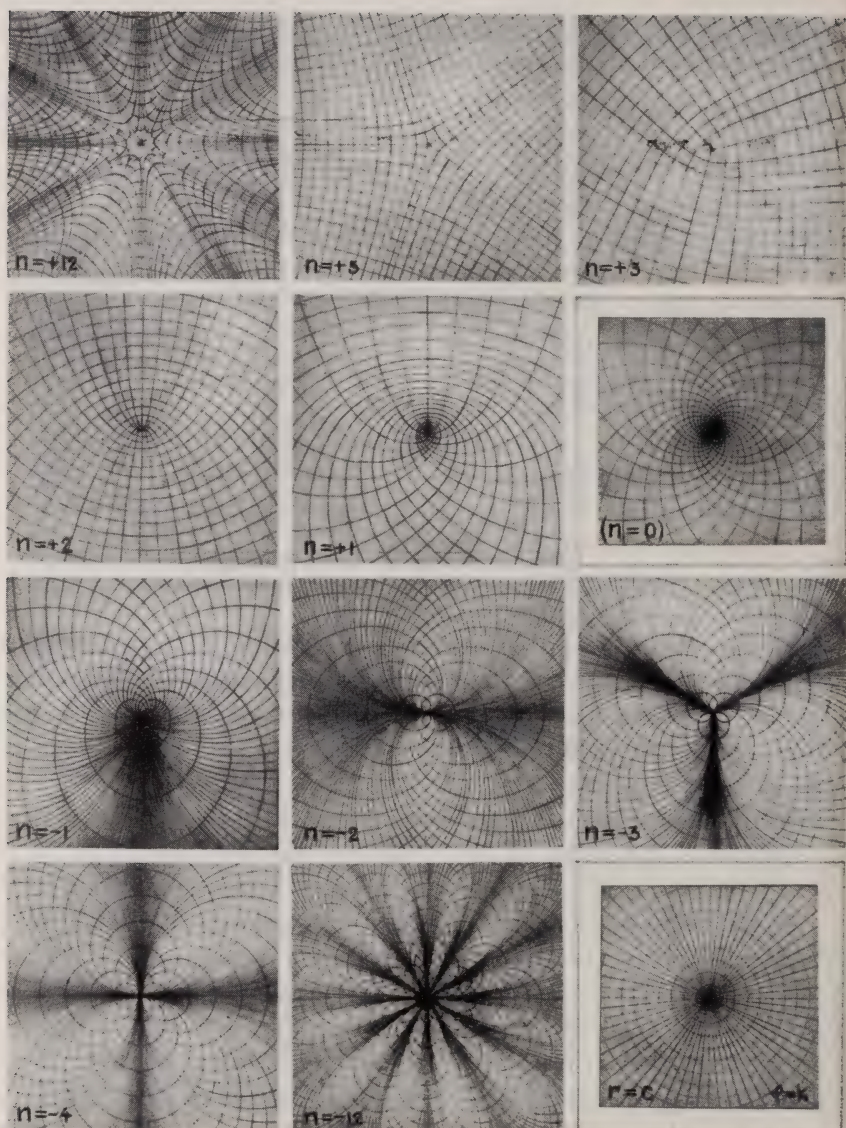 n=+12
n=+5
n=+3
n=+2
n=+1
(n=0)
n=-1
n=-2
n=-3
n=-4
n=-12
r=c
φ=k